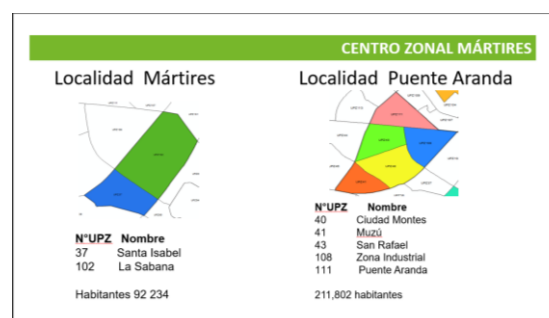 CENTRO ZONAL MÁRTIRES
Localidad Mártires
N°UPZ Nombre
37 Santa Isabel
102 La Sabana
Habitantes 92 234
Localidad Puente Aranda
N°UPZ Nombre
40 Ciudad Montes
41 Muzú
43 San Rafael
108 Zona Industrial
111 Puente Aranda
211,802 habitantes